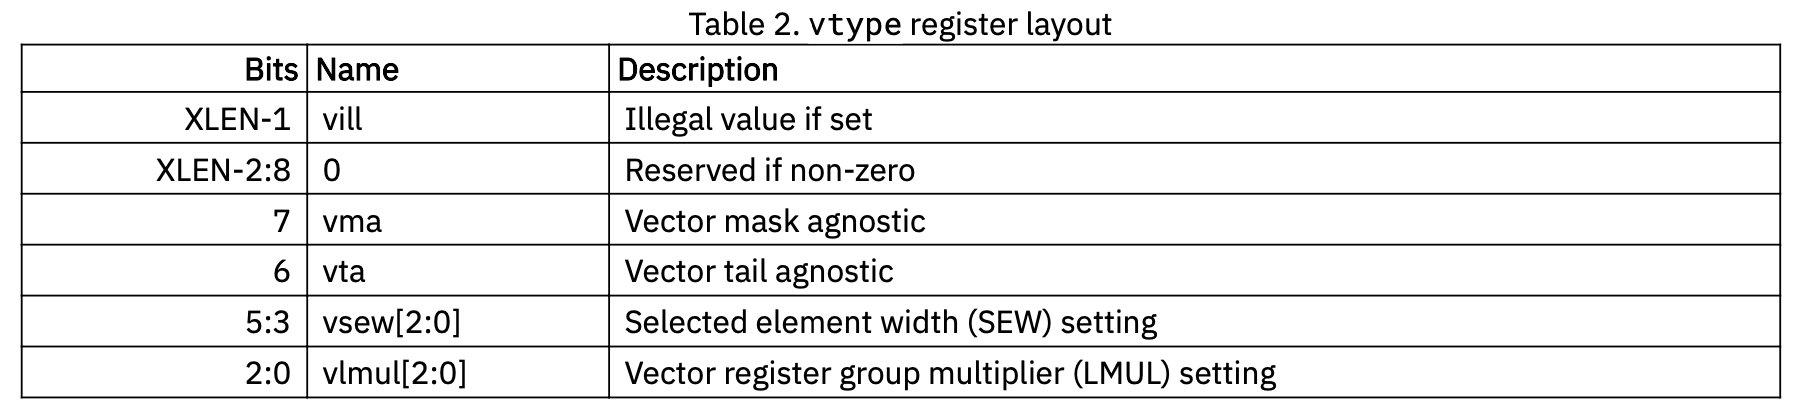 Table 2. vtype register layout
Bits Name Description
XLEN-1 vill Illegal value if set
XLEN-2:8 0 Reserved if non-zero
7 vma Vector mask agnostic
6 vta Vector tail agnostic
5:3 vsew[2:0] Selected element width (SEW) setting
2:0 vlmul[2:0] Vector register group multiplier (LMUL) setting